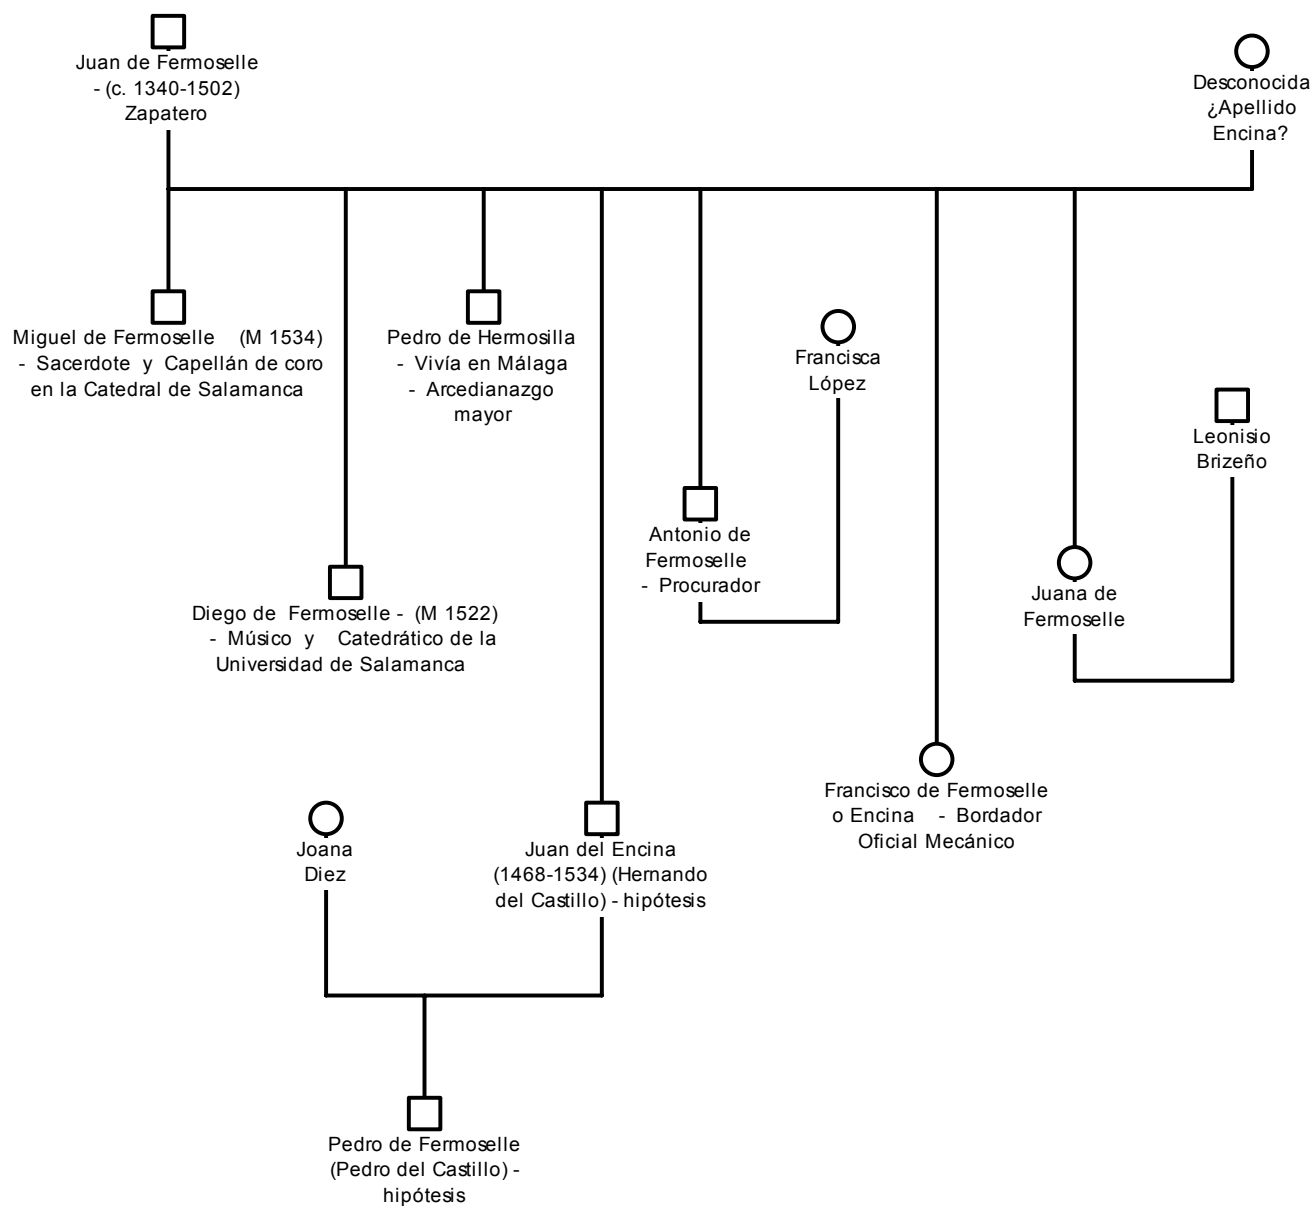 Juan de Fermoselle
- (c. 1340-1502)
Zapatero
Desconocida
¿Apellido
Encina?
Miguel de Fermoselle (M 1534)
- Sacerdote y Capellán de coro
en la Catedral de Salamanca
Pedro de Hermosilla
- Vivía en Málaga
- Arcedianazgo
mayor
Francisca
López
Leonisio
Brizeño
Antonio de
Fermoselle
- Procurador
Juana de
Fermoselle
Diego de Fermoselle - (M 1522)
- Músico y Catedrático de la
Universidad de Salamanca
Francisco de Fermoselle
o Encina - Bordador
Oficial Mecánico
Joana
Diez
Juan del Encina
(1468-1534) (Hernando
del Castillo) - hipótesis
Pedro de Fermoselle
(Pedro del Castillo) -
hipótesis